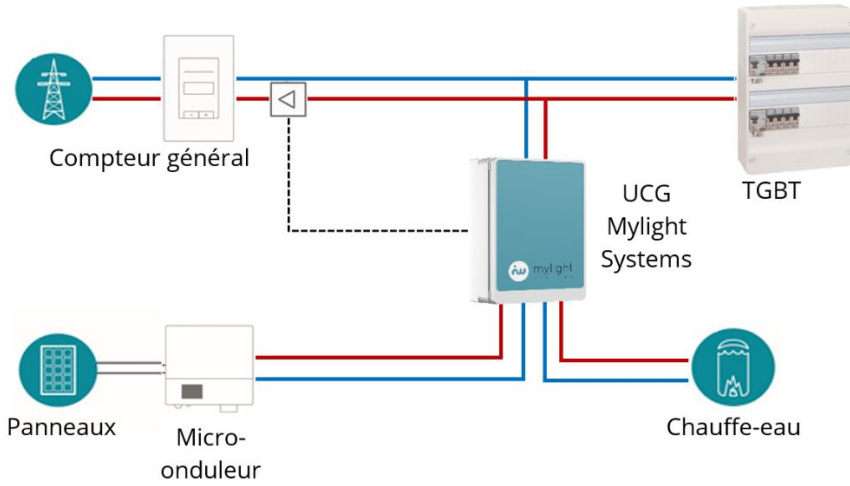 Compteur général
TGBT
UCG
Mylight
Systems
mylight
Panneaux
Micro-
onduleur
Chauffe-eau